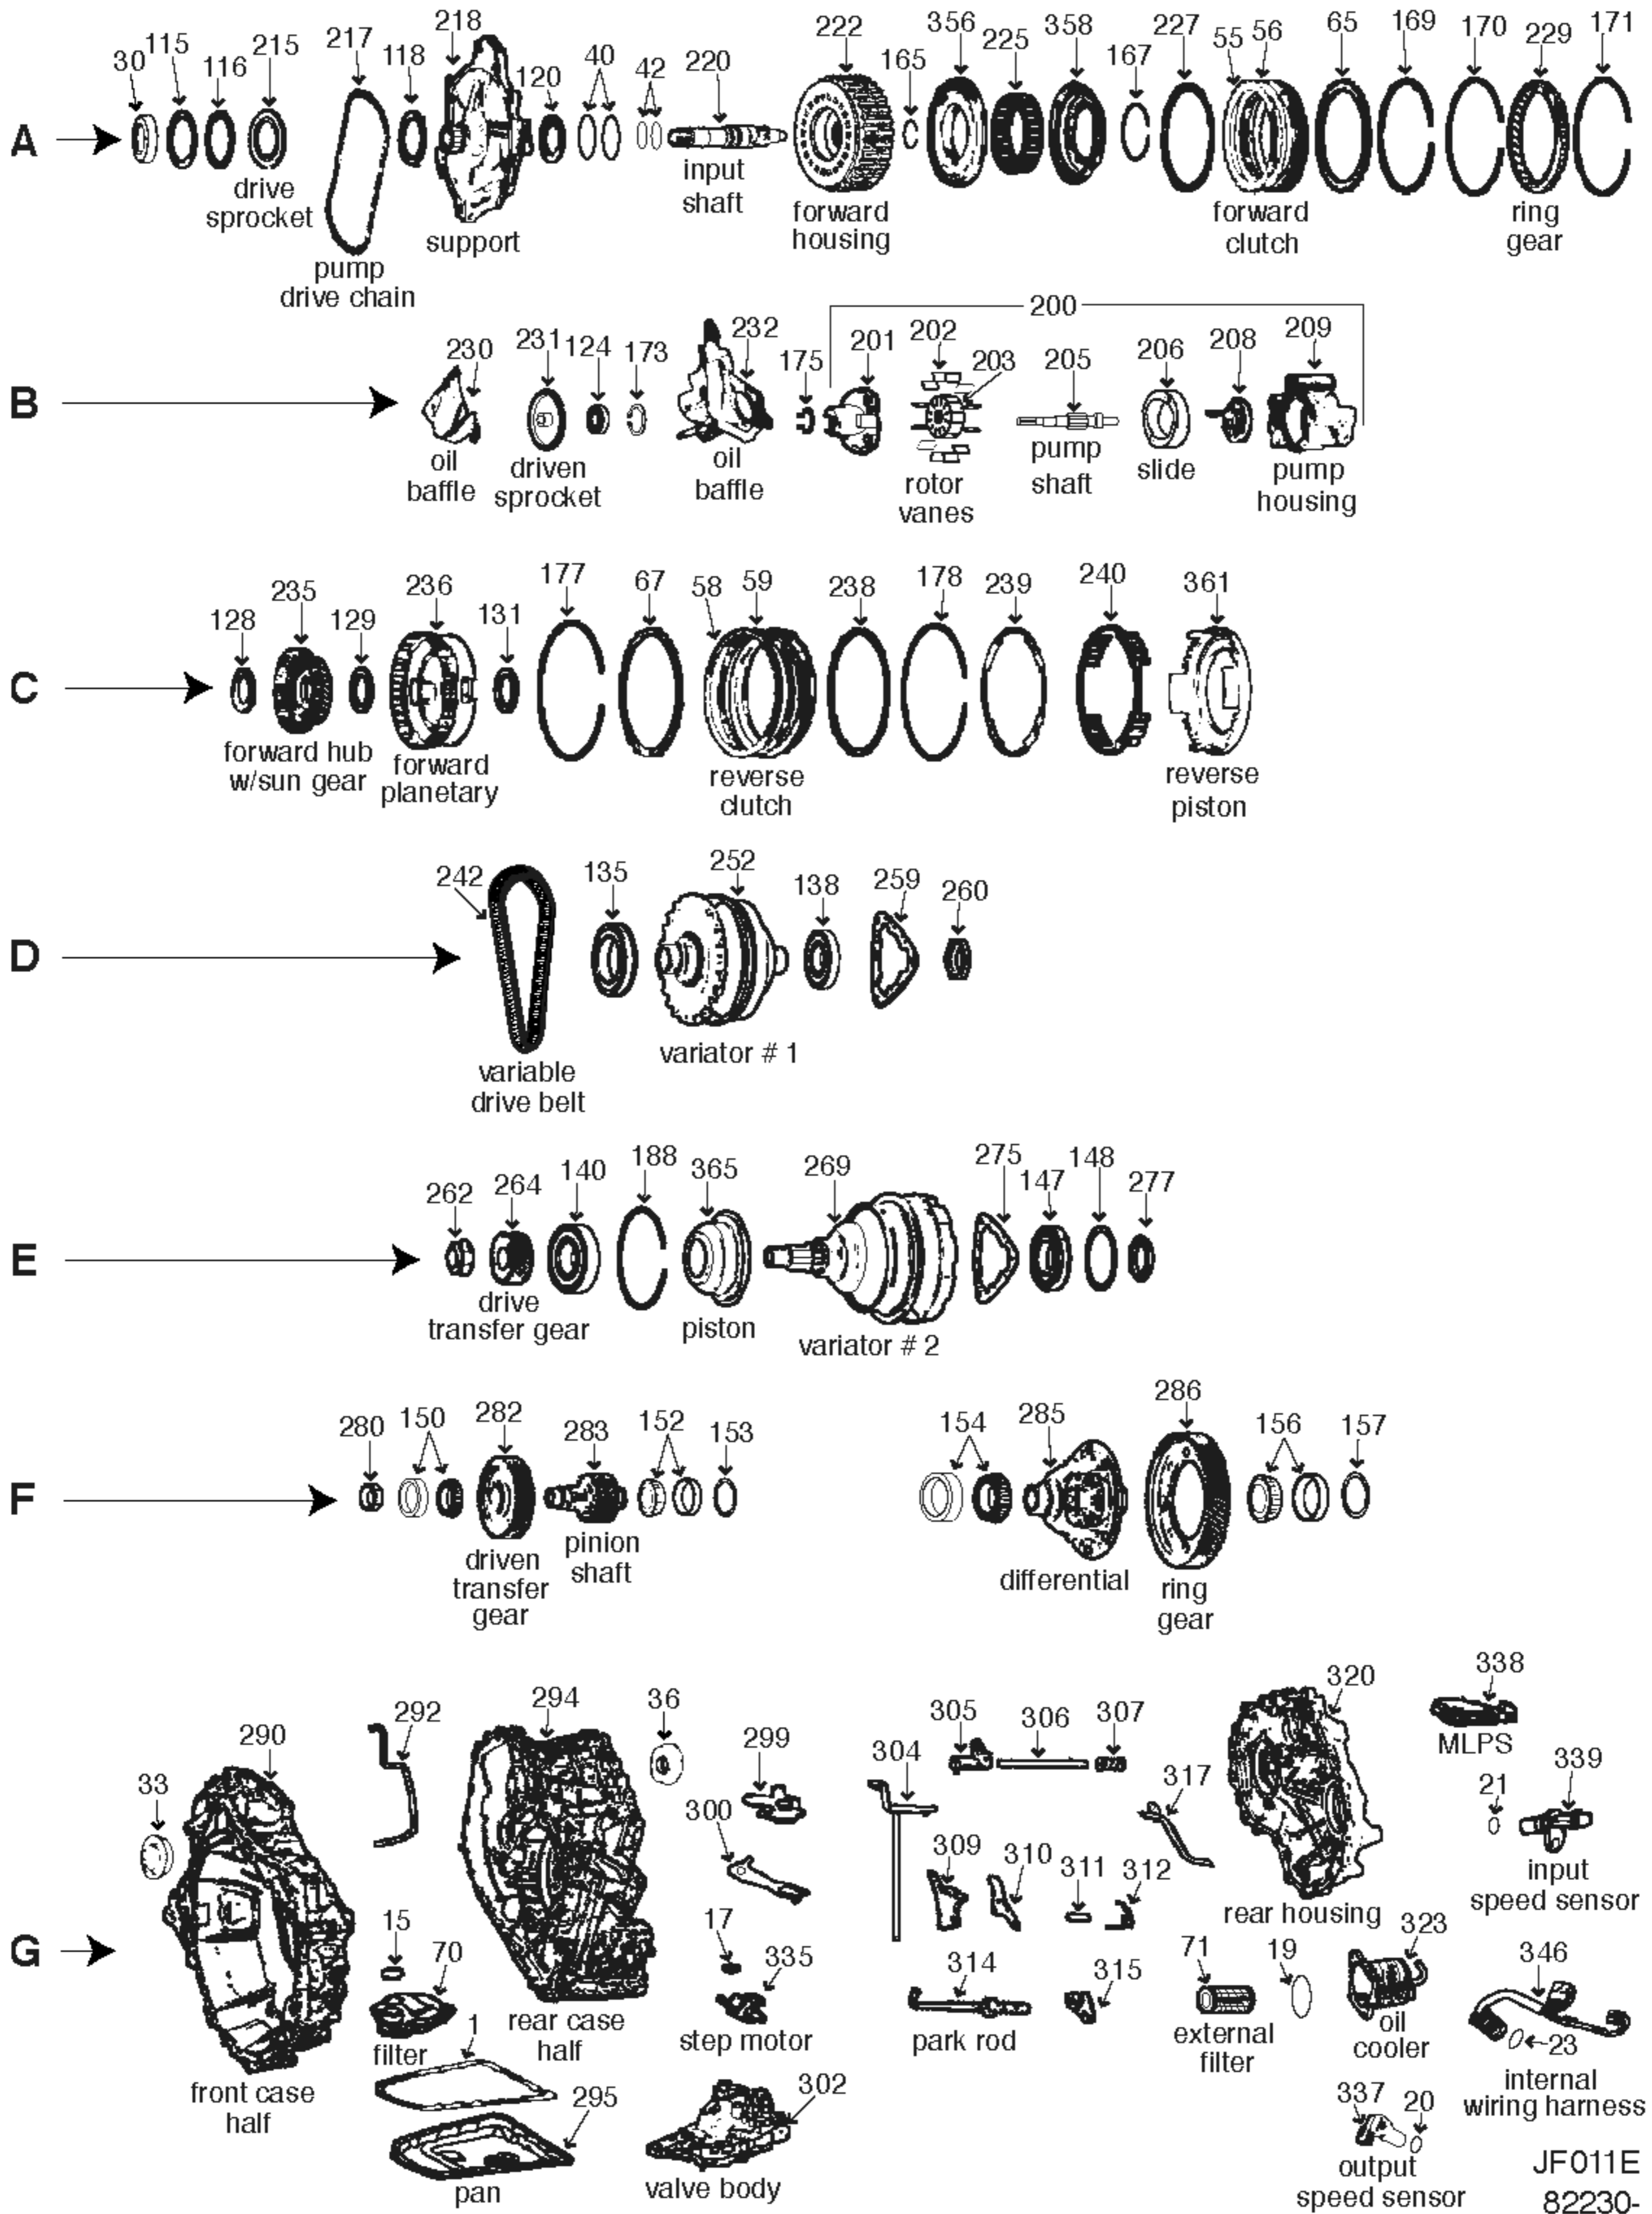 A
30 115 116 215 217 118 218 120 40 42 220 222 165 356 225 358 167 227 55 56 65 169 170 229 171
drive
sprocket
pump
drive chain
support
input
shaft
forward
housing
forward
clutch
ring
gear
B
230 231 124 173 232 175 200 201 202 203 205 206 208 209
oil
baffle
driven
sprocket
oil
baffle
rotor
vanes
pump
shaft
slide
pump
housing
C
128 235 129 236 131 177 67 58 59 238 178 239 240 361
forward hub
w/sun gear
forward
planetary
reverse
clutch
reverse
piston
D
242 135 252 138 259 260
variable
drive belt
variator # 1
E
262 264 140 188 365 269 275 147 148 277
drive
transfer gear
piston
variator # 2
F
280 150 282 283 152 153 154 285 286 156 157
driven
transfer
gear
pinion
shaft
differential
ring
gear
G
33 290 292 294 36 299 300
304 305 306 307 309 310 311 312 317 320 338
MLPS
21 339
input
speed sensor
rear housing
15 70
filter
1
295
pan
front case
half
rear case
half
17 335
step motor
302
valve body
314
park rod
315
71 19
external
filter
323
oil
cooler
346
23
internal
wiring harness
337 20
output
speed sensor
JF011E
82230-